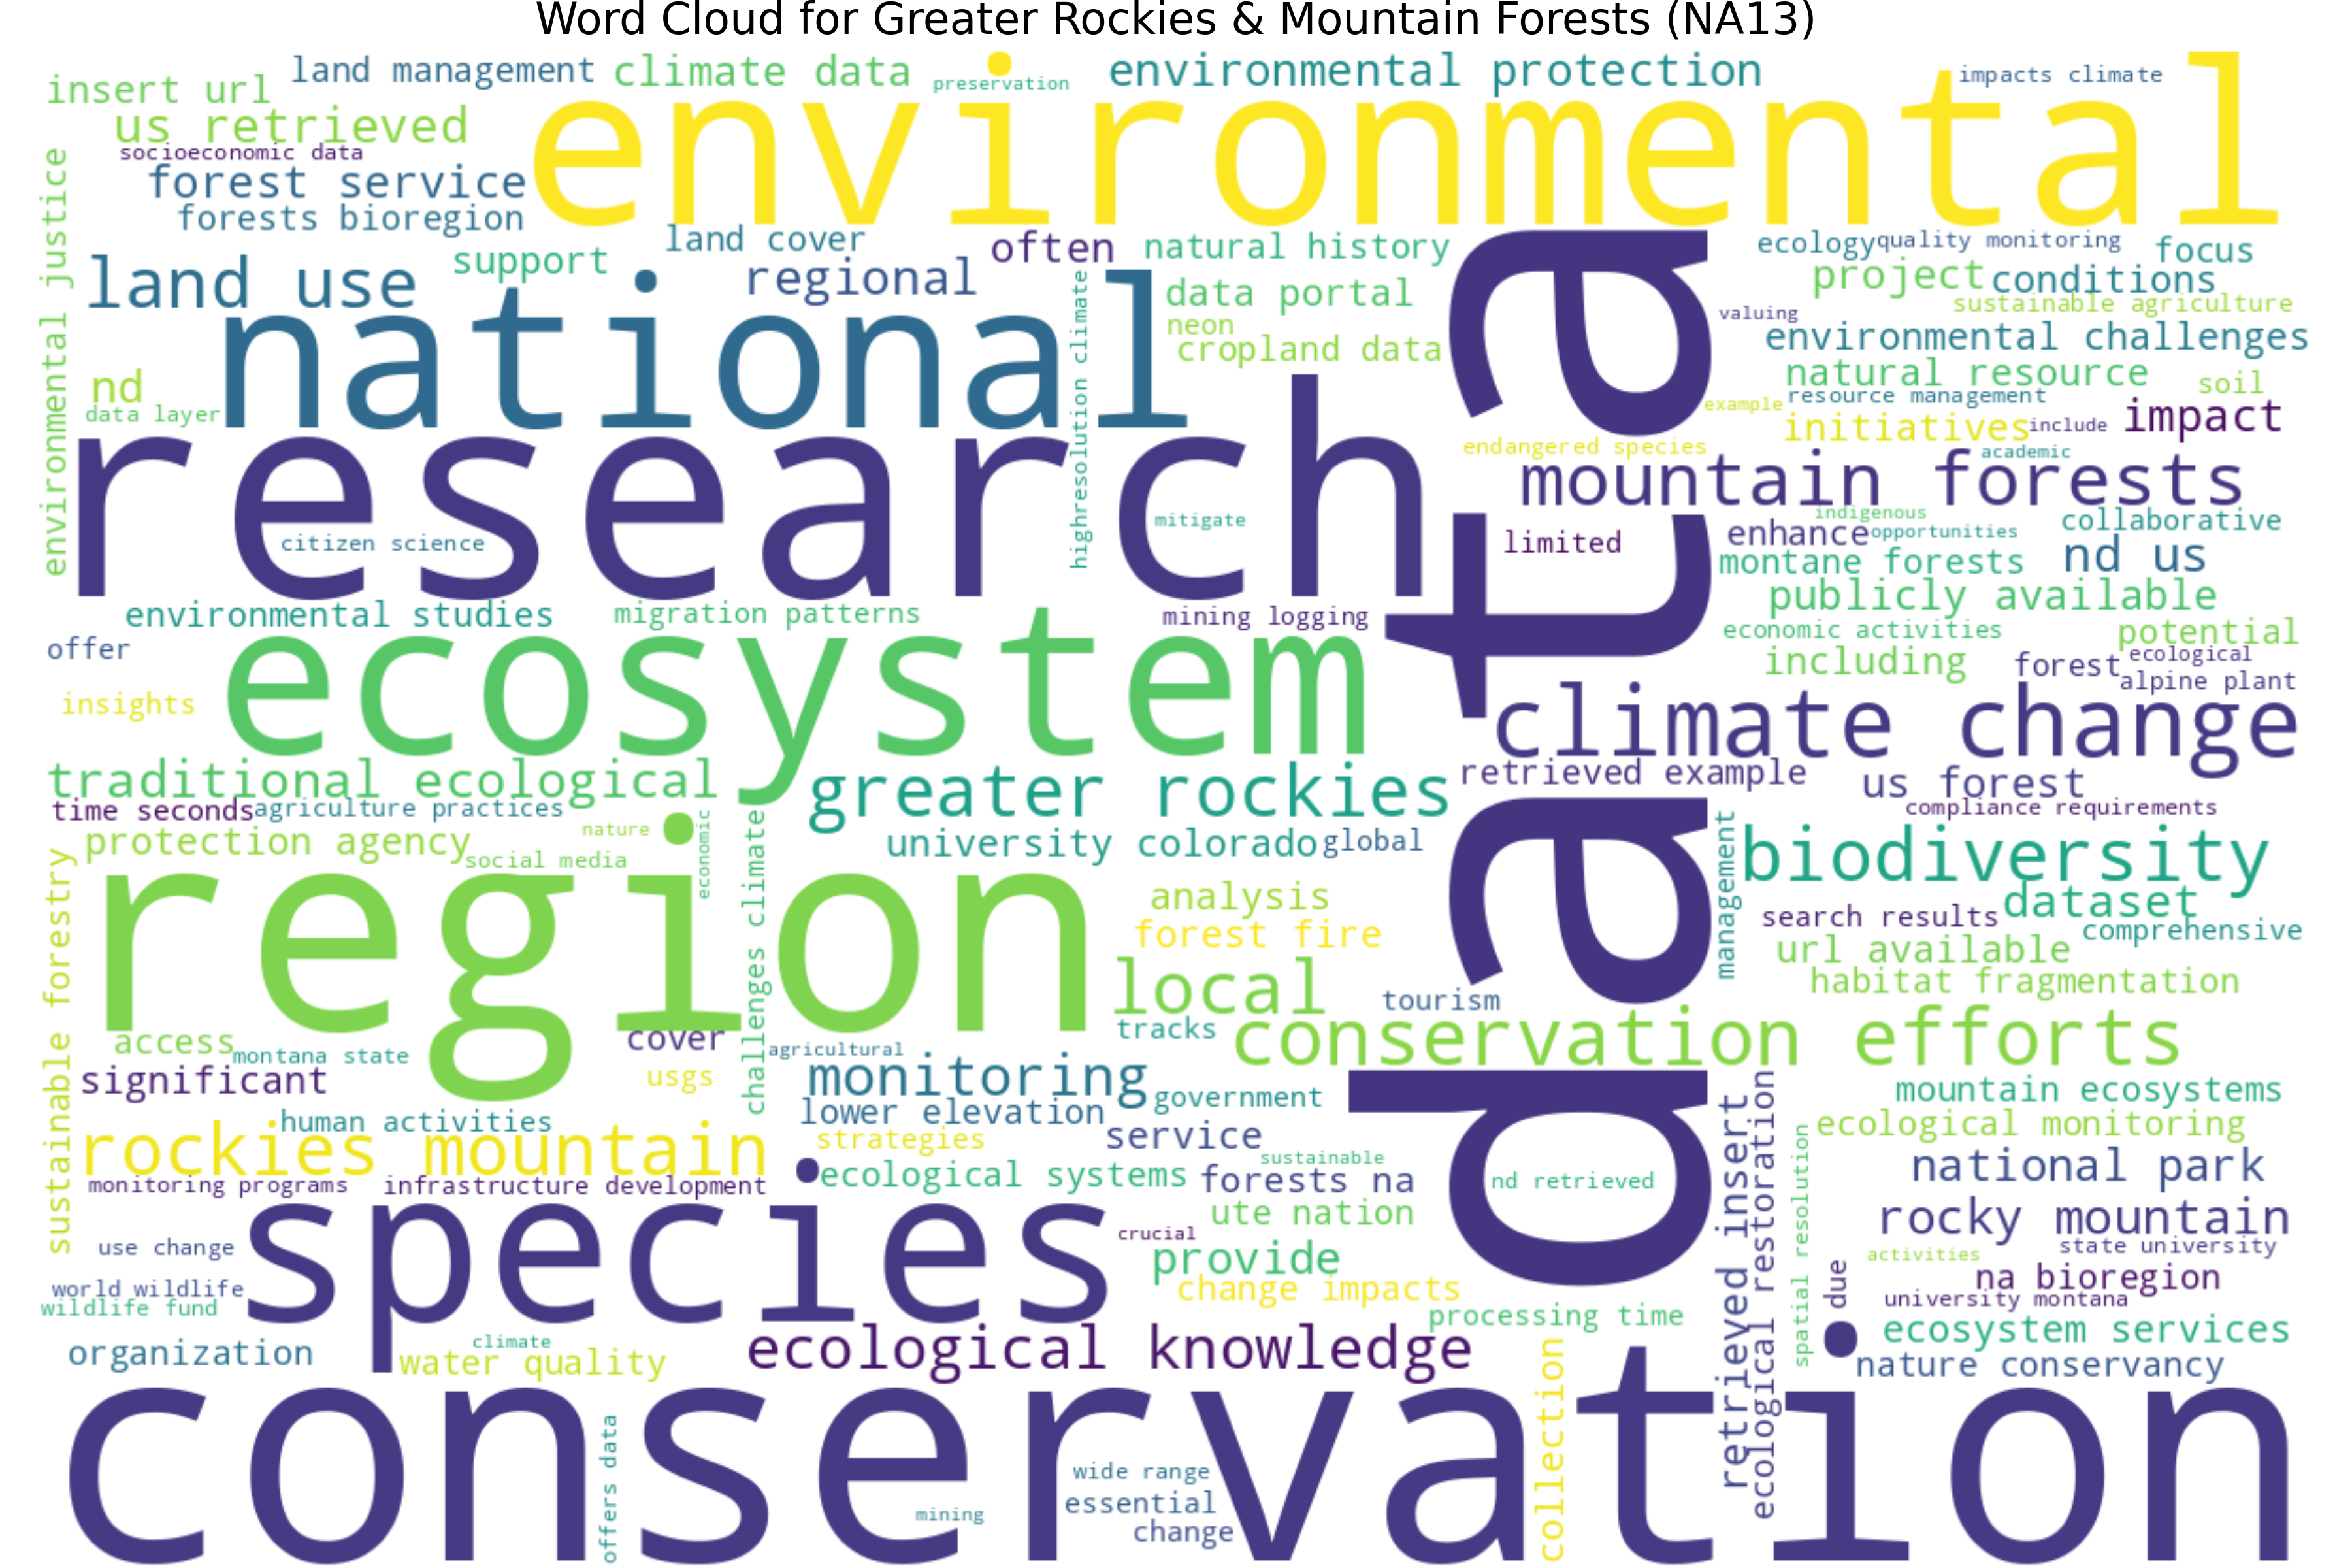 Word Cloud for Greater Rockies & Mountain Forests (NA13)
insert url
land management
climate data
preservation
environmental protection
impacts climate
us retrieved
environmental
socioeconomic data
forest service
forests bioregion
environmental justice
land cover
often
natural history
ecology
quality monitoring
focus
support
land use
regional
national
data portal
project
conditions
sustainable agriculture
neon
valuing
cropland data
environmental challenges
highresolution climate
nd
data layer
natural resource
soil
example
resource management
initiatives
include
impact
research
endangered species
academic
mountain forests
citizen science
mitigate
limited
indigenous
enhance
opportunities
collaborative
nd us
montane forests
publicly available
environmental studies
migration patterns
mining logging
economic activities
potential
offer
ecosystem
including
forest
ecological
alpine plant
insights
data
climate change
traditional ecological
greater rockies
retrieved example
us forest
time seconds
agriculture practices
compliance requirements
protection agency
nature
economic
social media
university colorado
global
biodiversity
challenges climate
management
region
analysis
search results
dataset
comprehensive
forest fire
url available
habitat fragmentation
local
tourism
sustainable forestry
access
montana state
cover
tracks
conservation efforts
agricultural
significant
usgs
monitoring
government
mountain ecosystems
lower elevation
human activities
rockies mountain
strategies
service
ecological monitoring
sustainable
ecological systems
forests na
nd retrieved
national park
monitoring programs
infrastructure development
ute nation
rocky mountain
species
use change
crucial
provide
activities
state university
world wildlife
wildlife fund
change impacts
due
na bioregion
university montana
processing time
spatial resolution
retrieved insert
ecological restoration
organization
climate
water quality
ecological knowledge
ecosystem services
nature conservancy
conservation
collection
offers data
wide range
essential
mining
change